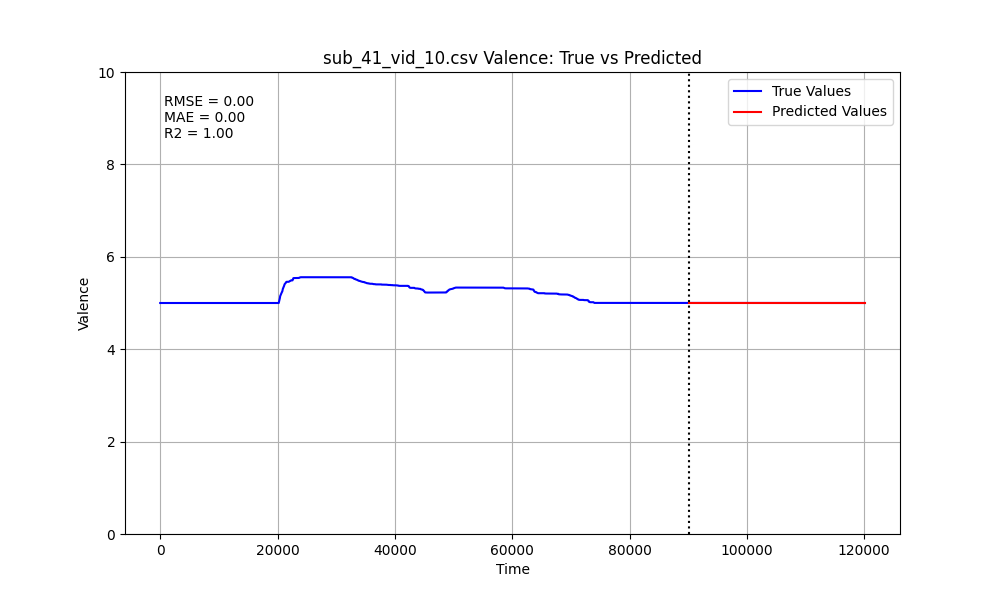 sub_41_vid_10.csv Valence: True vs Predicted
RMSE = 0.00
MAE = 0.00
R2 = 1.00
True Values
Predicted Values
10
8
6
4
2
0
Valence
0 20000 40000 60000 80000 100000 120000
Time